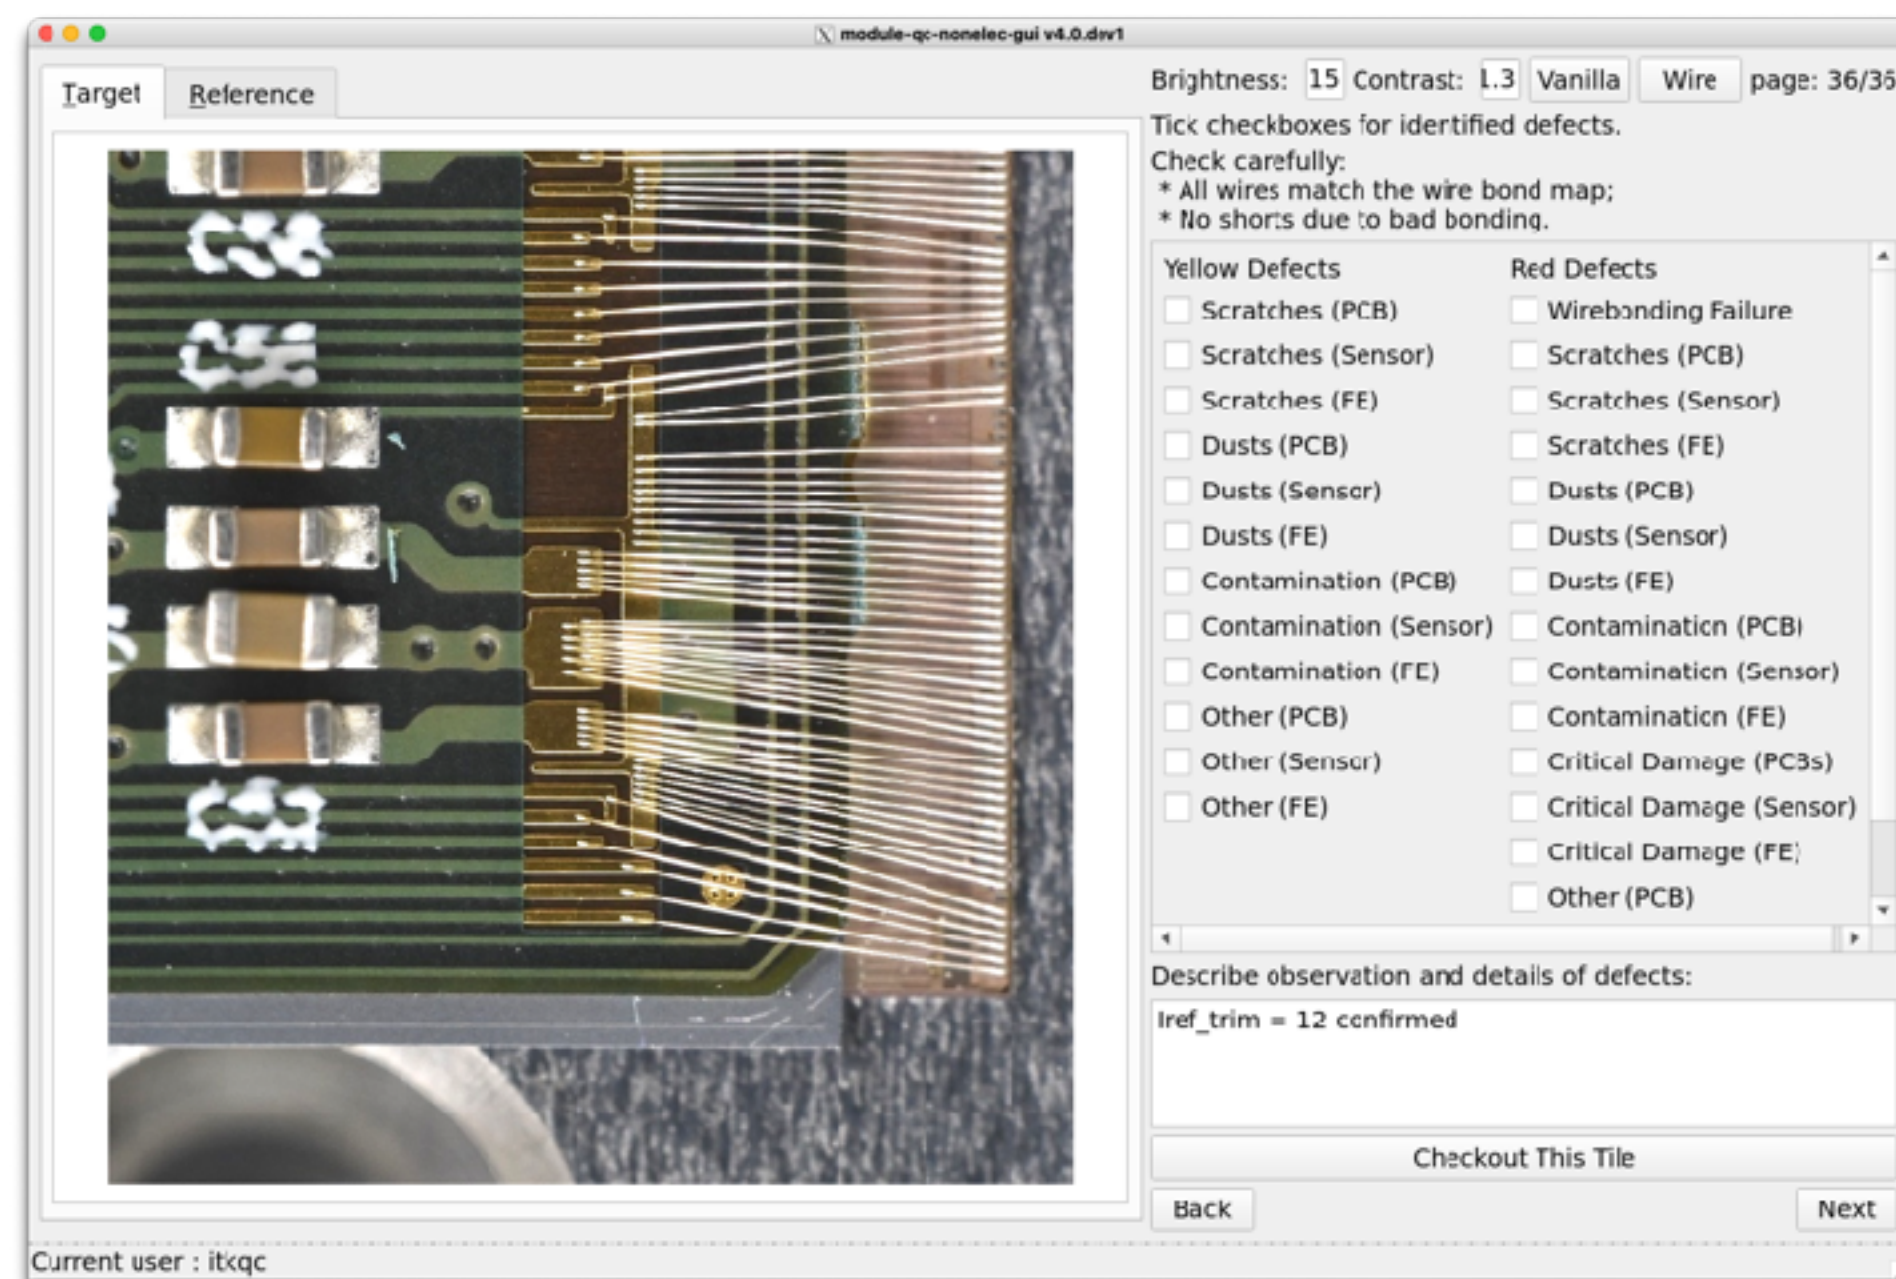 module-qc-nonelec-gui v4.0.dev1
Target
Reference
Brightness: 15 Contrast: 1.3 Vanilla Wire page: 36/36
Tick checkboxes for identified defects.
Check carefully:
* All wires match the wire bond map;
* No shorts due to bad bonding.
Yellow Defects
Scratches (PCB)
Scratches (Sensor)
Scratches (FE)
Dusts (PCB)
Dusts (Sensor)
Dusts (FE)
Contamination (PCB)
Contamination (Sensor)
Contamination (FE)
Other (PCB)
Other (Sensor)
Other (FE)
Red Defects
Wirebonding Failure
Scratches (PCB)
Scratches (Sensor)
Scratches (FE)
Dusts (PCB)
Dusts (Sensor)
Dusts (FE)
Contamination (PCB)
Contamination (Sensor)
Contamination (FE)
Critical Damage (PCBs)
Critical Damage (Sensor)
Critical Damage (FE)
Other (PCB)
Describe observation and details of defects:
Iref_trim = 12 confirmed
Checkout This Tile
Back
Next
Current user : itkqc